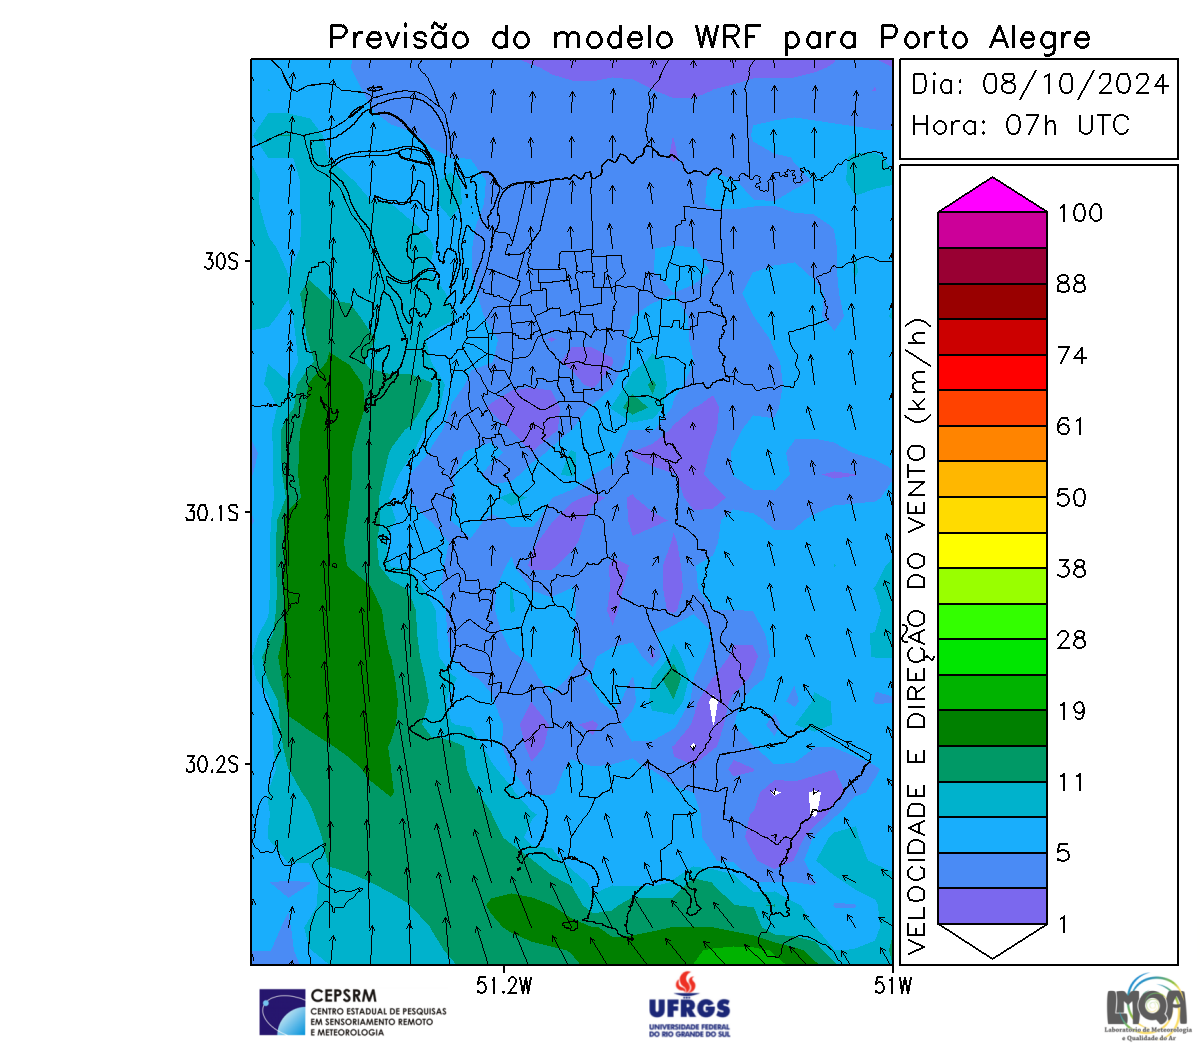 Previsão do modelo WRF para Porto Alegre
Dia: 08/10/2024
Hora: 07h UTC
30S
30.1S
30.2S
51.2W
51W
VELOCIDADE E DIREÇÃO DO VENTO (km/h)
100
88
74
61
50
38
28
19
11
5
1
CEPSRM
CENTRO ESTADUAL DE PESQUISAS
EM SENSORIAMENTO REMOTO
E METEOROLOGIA
UFRGS
UNIVERSIDADE FEDERAL
DO RIO GRANDE DO SUL
LMQA
Laboratório de Meteorologia
e Qualidade do Ar